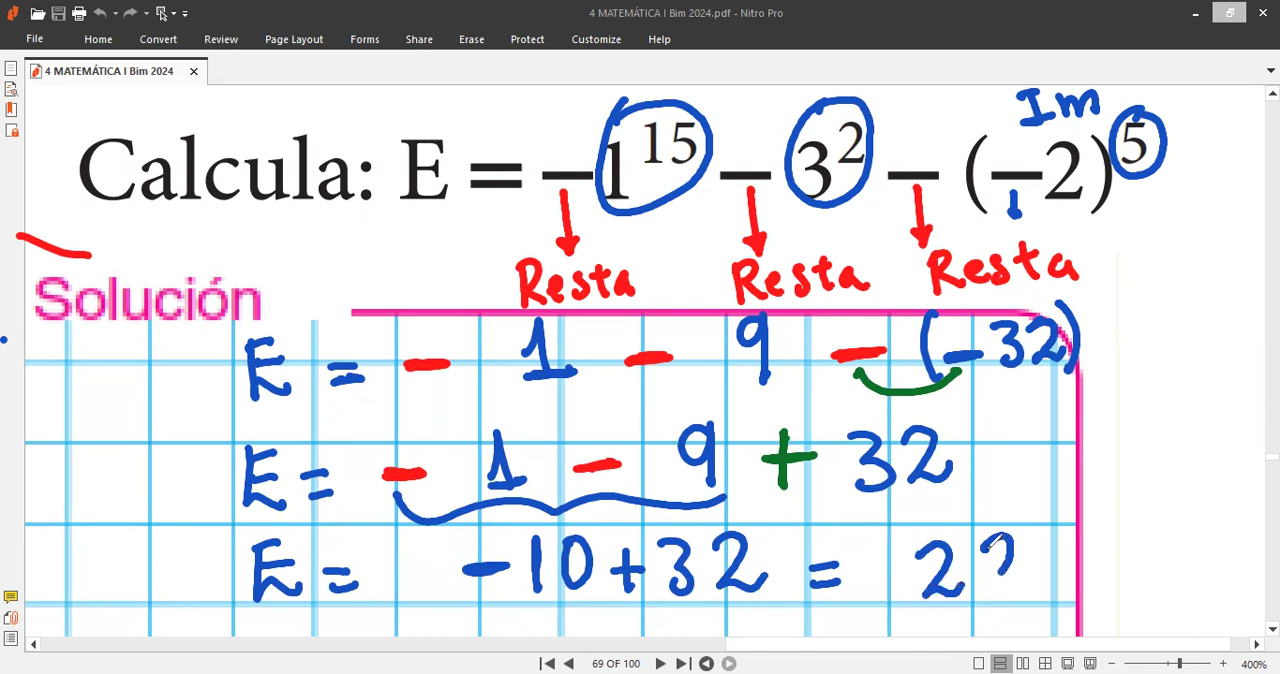 4 MATEMÁTICA I Bim 2024.pdf - Nitro Pro
File Home Convert Review Page Layout Forms Share Erase Protect Customize Help
4 MATEMÁTICA I Bim 2024
Im
Calcula: E = −1¹⁵ − 3² − (−2)⁵
Resta Resta Resta
Solución
E = - 1 - 9 - (-32)
E = - 1 - 9 + 32
E = -10+32 = 22
69 OF 100
400%